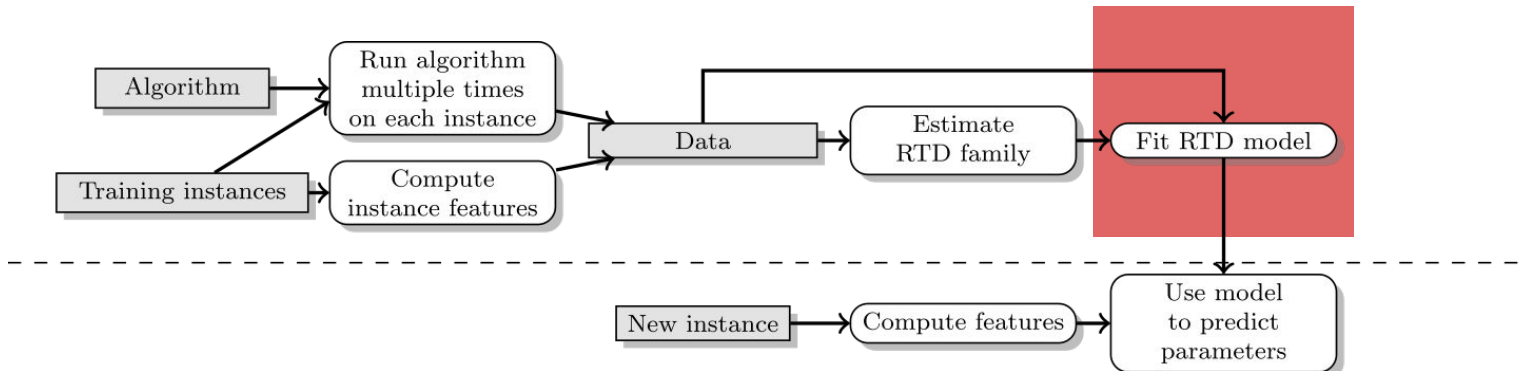 Algorithm
Run algorithm
multiple times
on each instance
Training instances
Compute
instance features
Data
Estimate
RTD family
Fit RTD model
New instance
Compute features
Use model
to predict
parameters